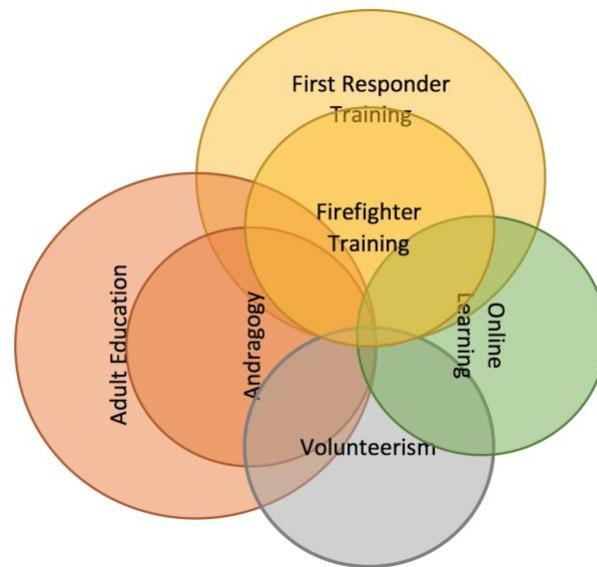 First Responder
Training
Firefighter
Training
Adult Education
Andragogy
Online
Learning
Volunteerism